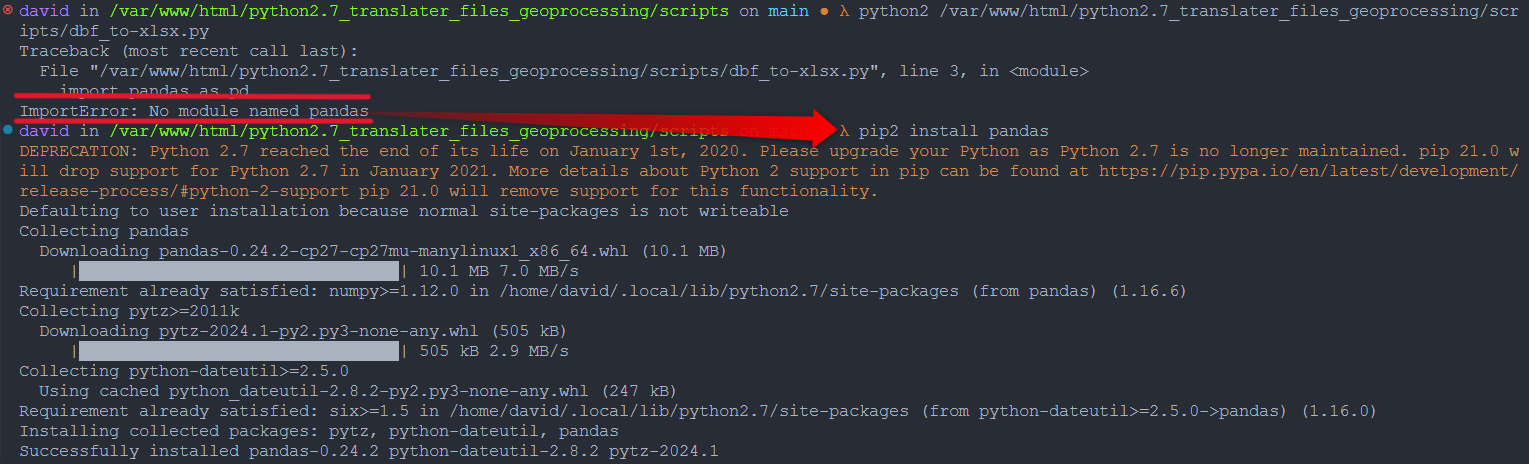 david in /var/www/html/python2.7_translater_files_geoprocessing/scripts on main ● λ python2 /var/www/html/python2.7_translater_files_geoprocessing/scr
ipts/dbf_to-xlsx.py
Traceback (most recent call last):
  File "/var/www/html/python2.7_translater_files_geoprocessing/scripts/dbf_to-xlsx.py", line 3, in <module>
    import pandas as pd
ImportError: No module named pandas
david in /var/www/html/python2.7_translater_files_geoprocessing/scripts on λ pip2 install pandas
DEPRECATION: Python 2.7 reached the end of its life on January 1st, 2020. Please upgrade your Python as Python 2.7 is no longer maintained. pip 21.0 w
ill drop support for Python 2.7 in January 2021. More details about Python 2 support in pip can be found at https://pip.pypa.io/en/latest/development/
release-process/#python-2-support pip 21.0 will remove support for this functionality.
Defaulting to user installation because normal site-packages is not writeable
Collecting pandas
  Downloading pandas-0.24.2-cp27-cp27mu-manylinux1_x86_64.whl (10.1 MB)
     |████████████████████████████████| 10.1 MB 7.0 MB/s
Requirement already satisfied: numpy>=1.12.0 in /home/david/.local/lib/python2.7/site-packages (from pandas) (1.16.6)
Collecting pytz>=2011k
  Downloading pytz-2024.1-py2.py3-none-any.whl (505 kB)
     |████████████████████████████████| 505 kB 2.9 MB/s
Collecting python-dateutil>=2.5.0
  Using cached python_dateutil-2.8.2-py2.py3-none-any.whl (247 kB)
Requirement already satisfied: six>=1.5 in /home/david/.local/lib/python2.7/site-packages (from python-dateutil>=2.5.0->pandas) (1.16.0)
Installing collected packages: pytz, python-dateutil, pandas
Successfully installed pandas-0.24.2 python-dateutil-2.8.2 pytz-2024.1